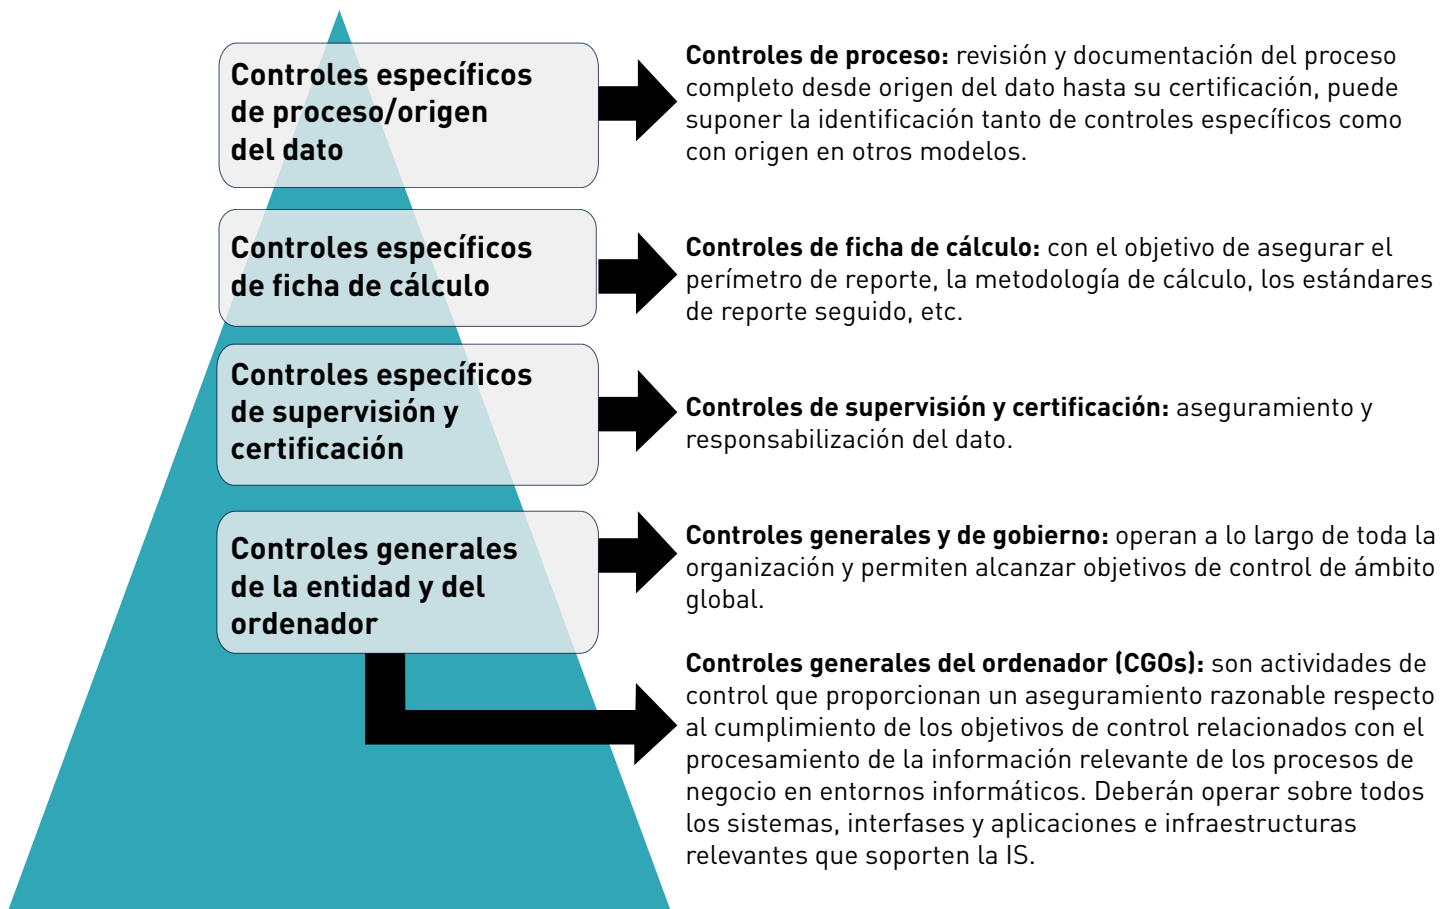 Controles específicos
de proceso/origen
del dato
Controles de proceso: revisión y documentación del proceso
completo desde origen del dato hasta su certificación, puede
suponer la identificación tanto de controles específicos como
con origen en otros modelos.
Controles específicos
de ficha de cálculo
Controles de ficha de cálculo: con el objetivo de asegurar el
perímetro de reporte, la metodología de cálculo, los estándares
de reporte seguido, etc.
Controles específicos
de supervisión y
certificación
Controles de supervisión y certificación: aseguramiento y
responsabilización del dato.
Controles generales
de la entidad y del
ordenador
Controles generales y de gobierno: operan a lo largo de toda la
organización y permiten alcanzar objetivos de control de ámbito
global.
Controles generales del ordenador (CGOs): son actividades de
control que proporcionan un aseguramiento razonable respecto
al cumplimiento de los objetivos de control relacionados con el
procesamiento de la información relevante de los procesos de
negocio en entornos informáticos. Deberán operar sobre todos
los sistemas, interfases y aplicaciones e infraestructuras
relevantes que soporten la IS.